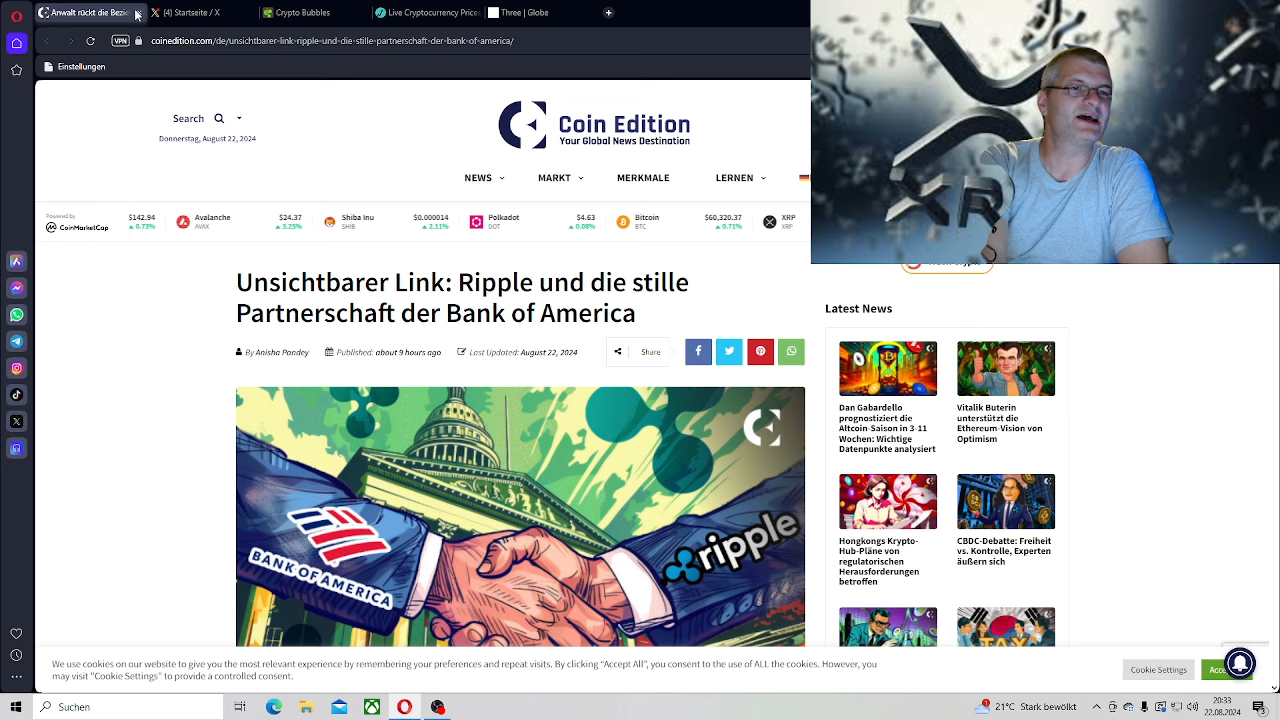 Anwalt rückt die Bezie
(4) Startseite / X
Crypto Bubbles
Live Cryptocurrency Prices
Three | Globe
VPN
coinedition.com/de/unsichtbarer-link-ripple-und-die-stille-partnerschaft-der-bank-of-america/
Einstellungen
Search
Donnerstag, August 22, 2024
Coin Edition
Your Global News Destination
NEWS MARKT MERKMALE LERNEN
Powered by
CoinMarketCap
$142.94
0.73%
Avalanche $24.37
AVAX 3.25%
Shiba Inu $0.000014
SHIB 2.11%
Polkadot $4.63
DOT 0.08%
Bitcoin $60,320.37
BTC 0.71%
XRP
XRP
XR
Unsichtbarer Link: Ripple und die stille
Partnerschaft der Bank of America
By Anisha Pandey Published: about 9 hours ago Last Updated: August 22, 2024 Share
BANK OF AMERICA
ripple
Latest News
Dan Gabardello
prognostiziert die
Altcoin-Saison in 3-11
Wochen: Wichtige
Datenpunkte analysiert
Vitalik Buterin
unterstützt die
Ethereum-Vision von
Optimism
Hongkongs Krypto-
Hub-Pläne von
regulatorischen
Herausforderungen
betroffen
CBDC-Debatte: Freiheit
vs. Kontrolle, Experten
äußern sich
TAX
We use cookies on our website to give you the most relevant experience by remembering your preferences and repeat visits. By clicking “Accept All”, you consent to the use of ALL the cookies. However, you
may visit "Cookie Settings" to provide a controlled consent.
Cookie Settings
Acce
Suchen
1
21°C Stark bewölkt
20:33
22.08.2024